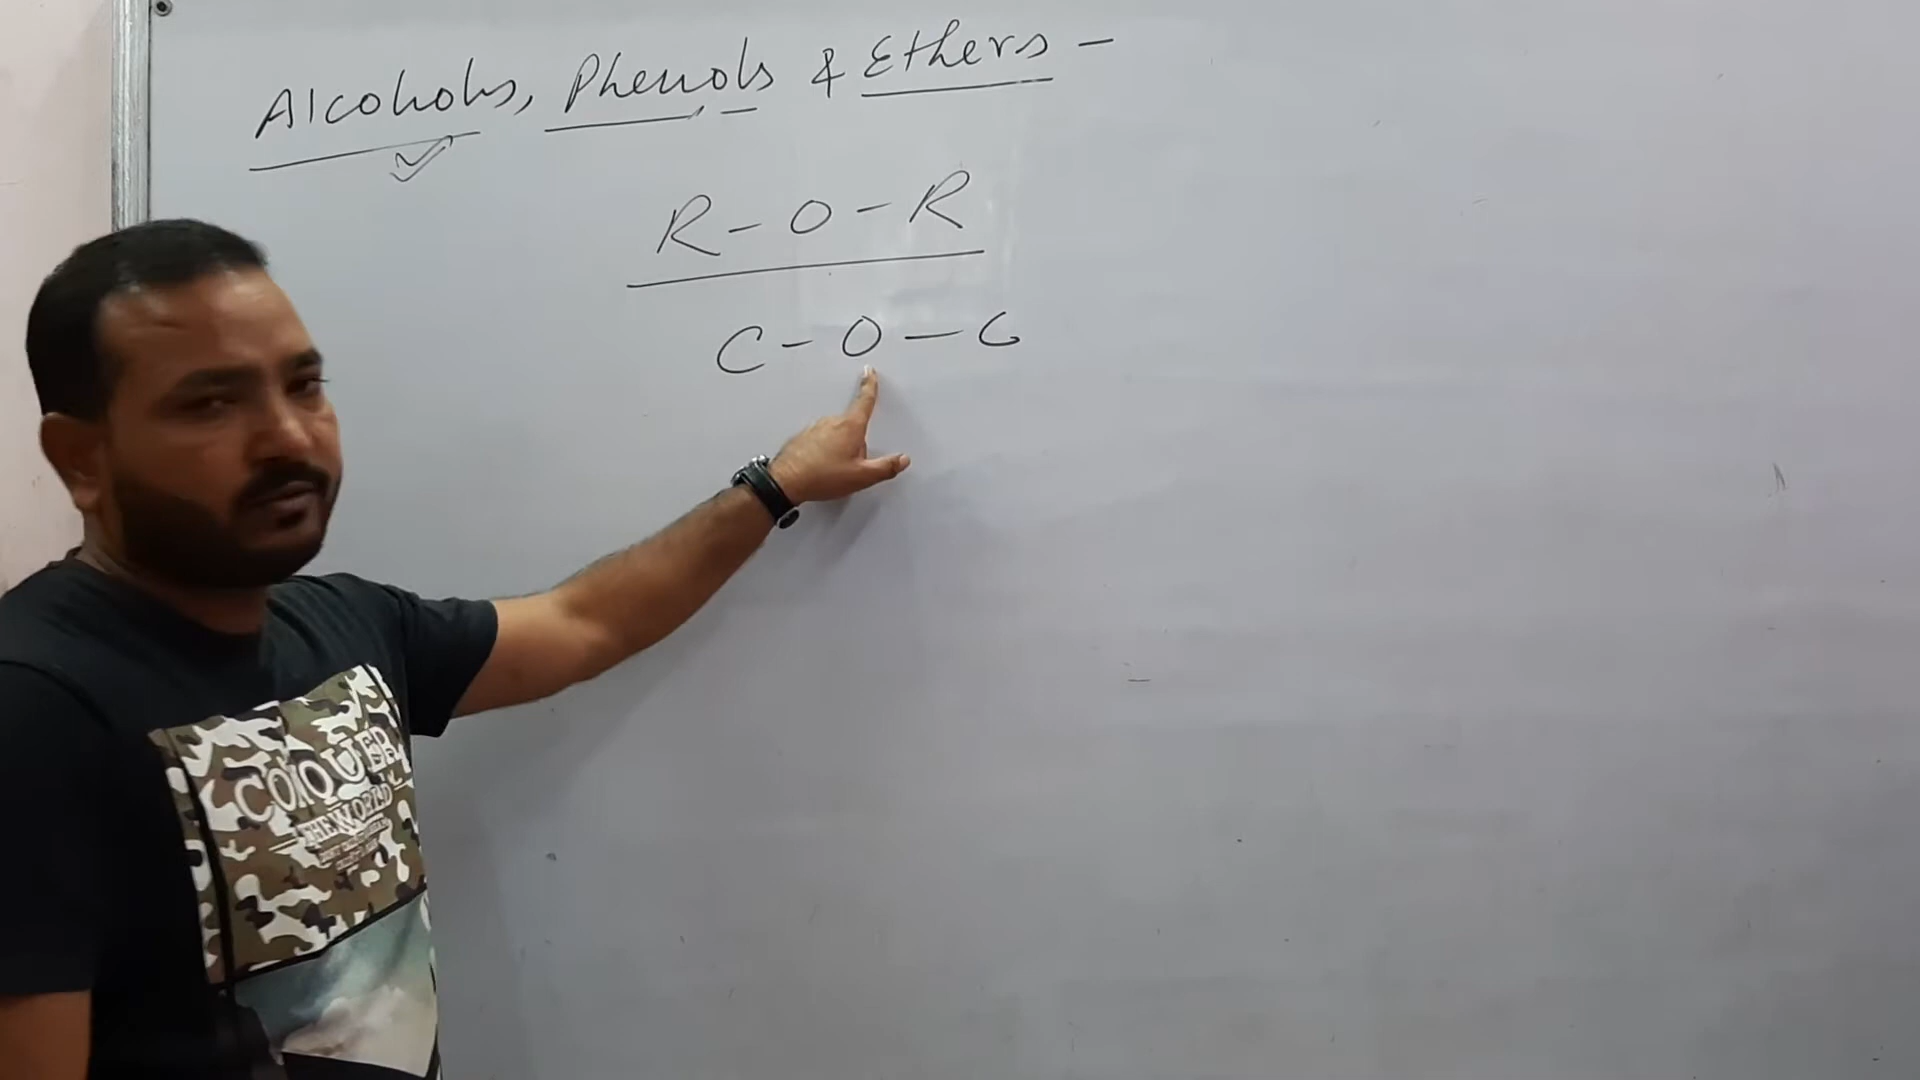 Alcohols, Phenols & Ethers -
R - O - R
C - O - C
CONQUER
THE WORLD